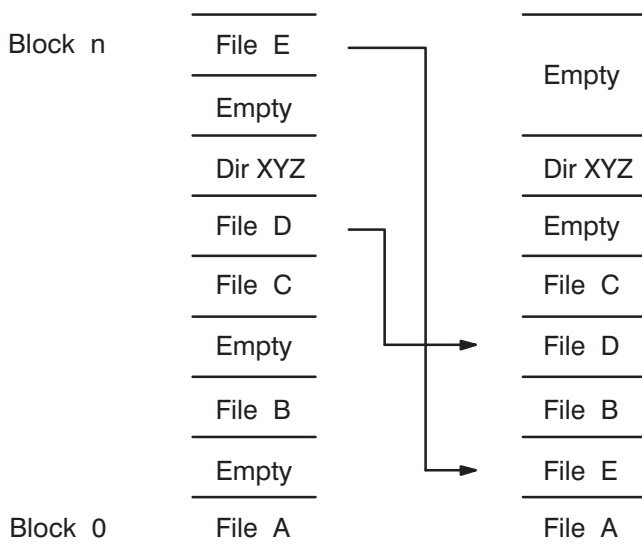 Block n File E
Empty
Empty
Dir XYZ Dir XYZ
File D Empty
File C File C
Empty File D
File B File B
Empty File E
Block 0 File A File A